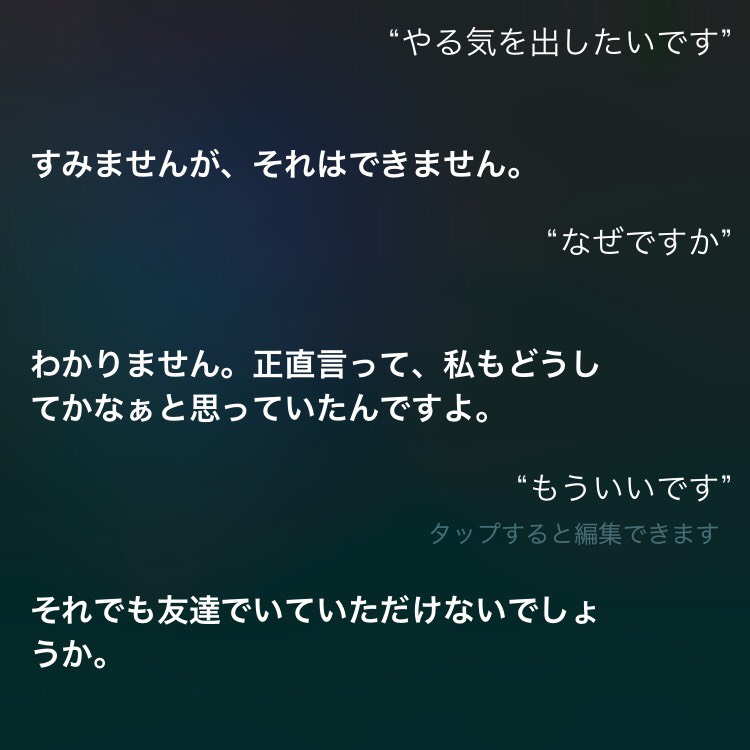 “やる気を出したいです”
すみませんが、それはできません。
“なぜですか”
わかりません。正直言って、私もどうし
てかなぁと思っていたんですよ。
“もういいです”
タップすると編集できます
それでも友達でいていただけないでしょ
うか。